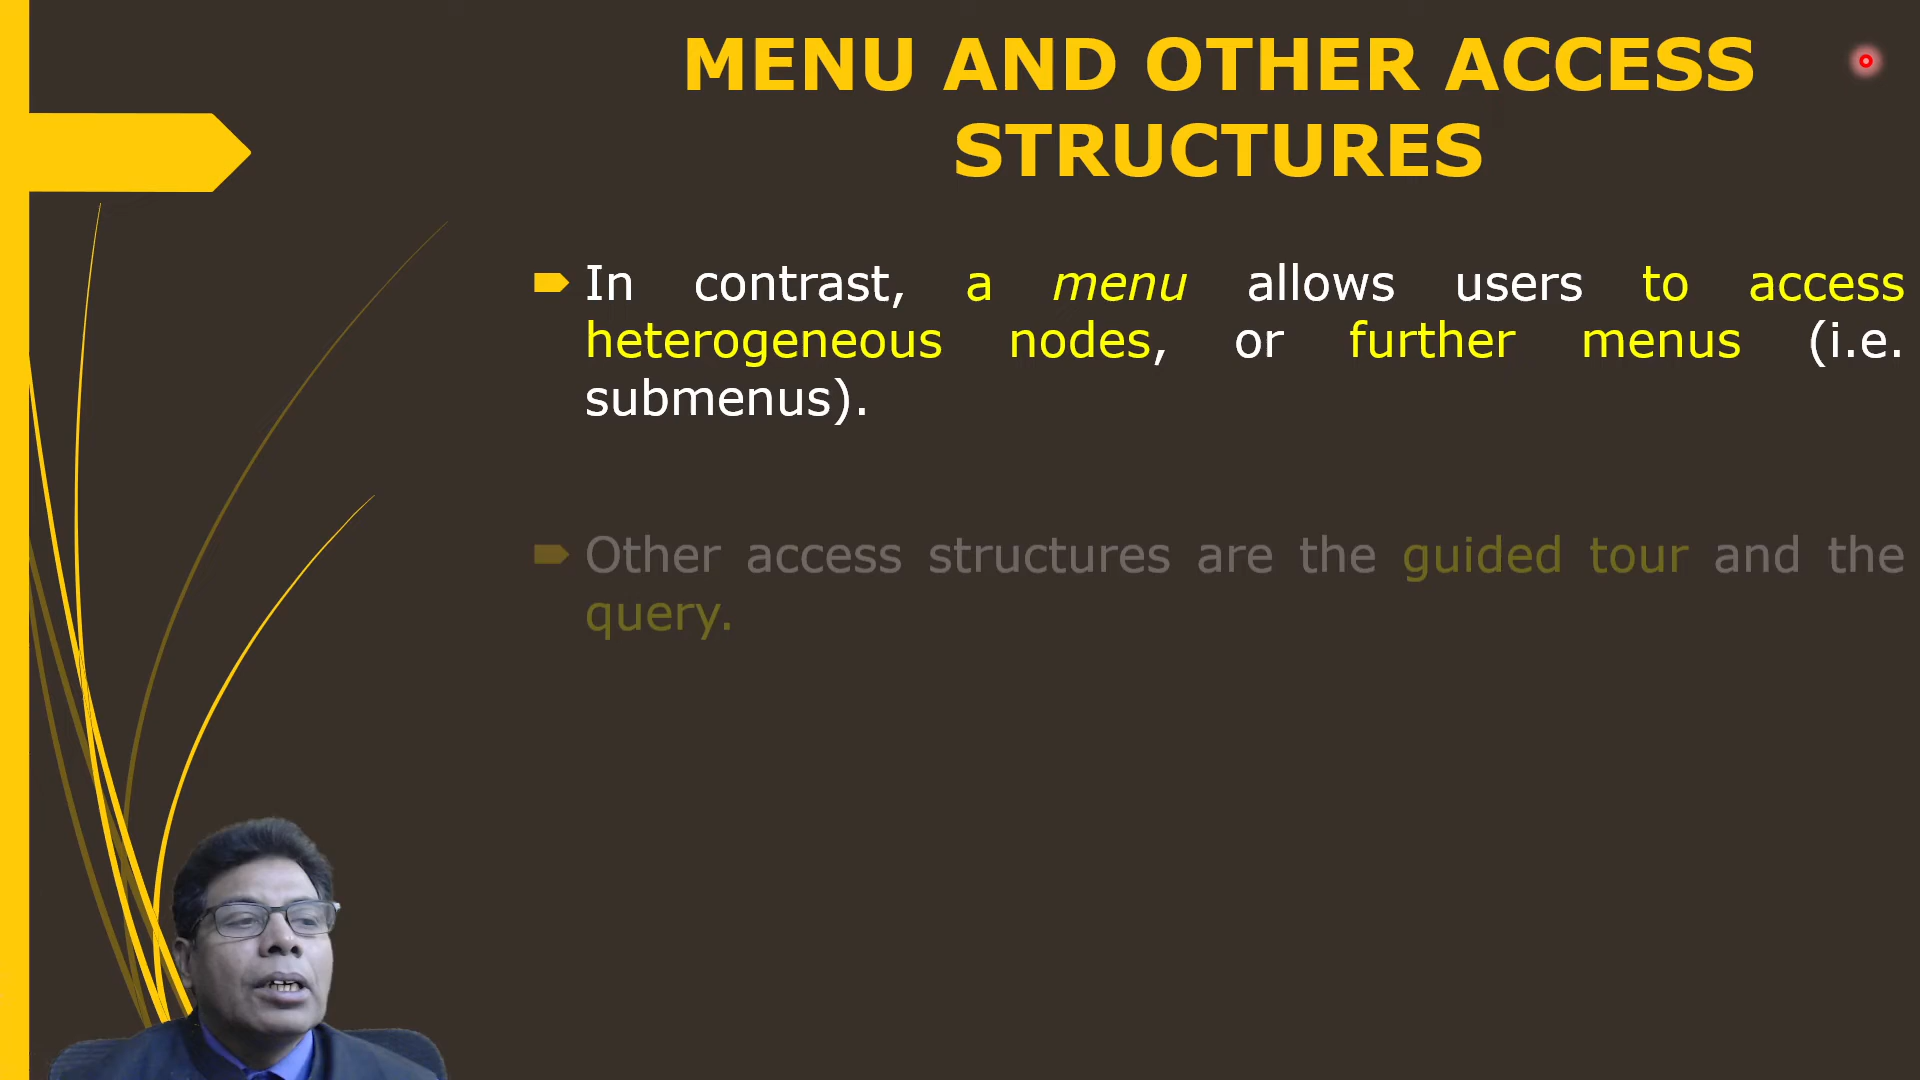 MENU AND OTHER ACCESS
STRUCTURES
In contrast, a menu allows users to access
heterogeneous nodes, or further menus (i.e.
submenus).
Other access structures are the guided tour and the
query.